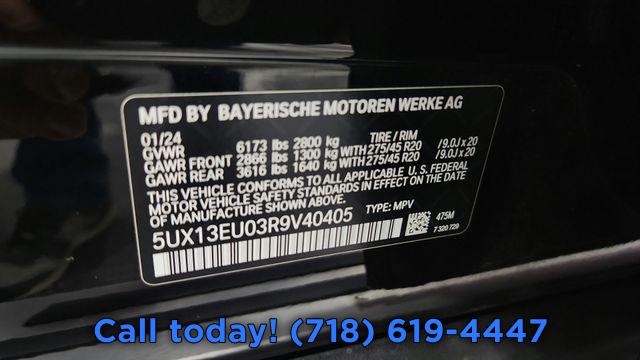 MFD BY BAYERISCHE MOTOREN WERKE AG
01/24 TIRE / RIM
GVWR 6173 lbs 2800 kg
GAWR FRONT 2866 lbs 1300 kg WITH 275/45 R20 /9.0J x 20
GAWR REAR 3616 lbs 1640 kg WITH 275/45 R20 /9.0J x 20
THIS VEHICLE CONFORMS TO ALL APPLICABLE U. S. FEDERAL
MOTOR VEHICLE SAFETY STANDARDS IN EFFECT ON THE DATE OF
MANUFACTURE SHOWN ABOVE.
5UX13EU03R9V40405 TYPE: MPV
475M
7 320 720
Call today! (718) 619-4447